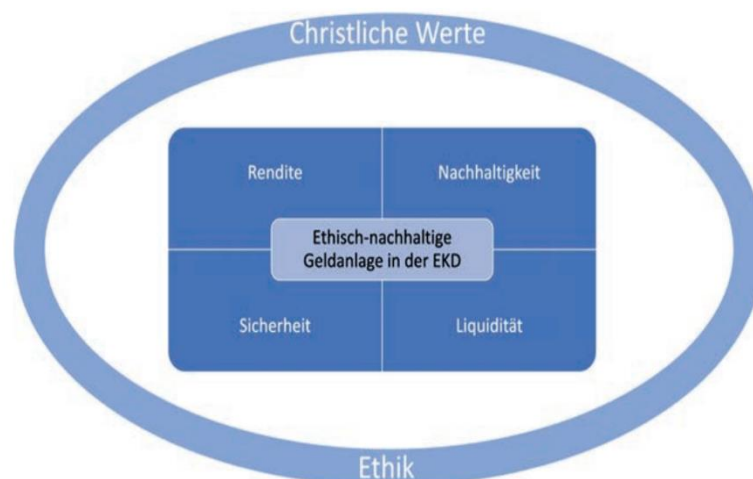 Christliche Werte
Rendite
Nachhaltigkeit
Ethisch-nachhaltige
Geldanlage in der EKD
Sicherheit
Liquidität
Ethik